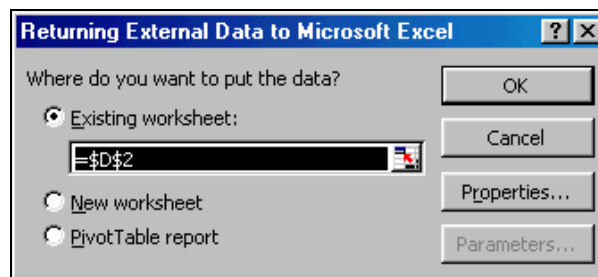 Returning External Data to Microsoft Excel
Where do you want to put the data?
Existing worksheet:
=$D$2
New worksheet
PivotTable report
OK
Cancel
Properties...
Parameters...